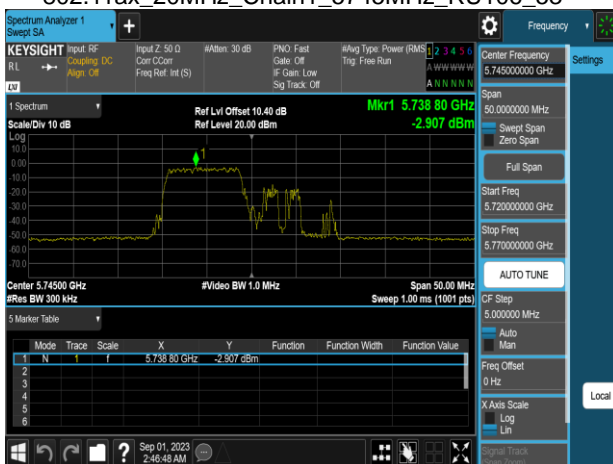 802.11ax_20MHz_Chain1_5745MHz_RU106_53
Spectrum Analyzer 1
Swept SA
Frequency
KEYSIGHT
RL
LXI
Input: RF
Coupling: DC
Align: Off
Input Z: 50 Ω
Corr CCorr
Freq Ref: Int (S)
#Atten: 30 dB
PNO: Fast
Gate: Off
IF Gain: Low
Sig Track: Off
#Avg Type: Power (RMS
Trig: Free Run
1 2 3 4 5 6
A WW WW W
A N N N N N
1 Spectrum
Scale/Div 10 dB
Log
Ref Lvl Offset 10.40 dB
Ref Level 20.00 dBm
Mkr1 5.738 80 GHz
-2.907 dBm
10.0
0.00
-10.0
-20.0
-30.0
-40.0
-50.0
-60.0
-70.0
1
Center 5.74500 GHz
#Res BW 300 kHz
#Video BW 1.0 MHz
Span 50.00 MHz
Sweep 1.00 ms (1001 pts)
5 Marker Table
Mode Trace Scale X Y Function Function Width Function Value
1 N 1 f 5.738 80 GHz -2.907 dBm
2
3
4
5
6
Sep 01, 2023
2:46:48 AM
Center Frequency
5.745000000 GHz
Span
50.0000000 MHz
Swept Span
Zero Span
Full Span
Start Freq
5.720000000 GHz
Stop Freq
5.770000000 GHz
AUTO TUNE
CF Step
5.000000 MHz
Auto
Man
Freq Offset
0 Hz
X Axis Scale
Log
Lin
Signal Track
(Span Zoom)
Settings
Local